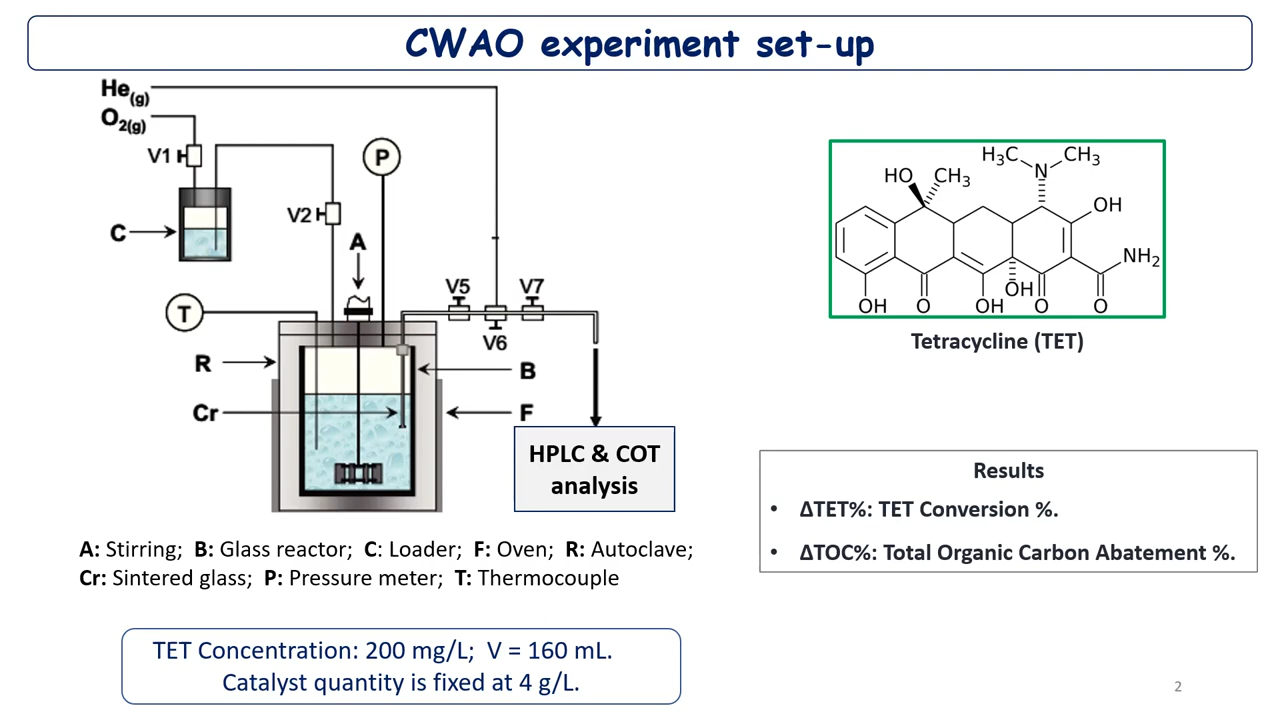 CWAO experiment set-up
He(g)
O2(g)
V1
P
V2
C
A
T
V5
V7
V6
R
B
Cr
F
HPLC & COT
analysis
A: Stirring; B: Glass reactor; C: Loader; F: Oven; R: Autoclave;
Cr: Sintered glass; P: Pressure meter; T: Thermocouple
TET Concentration: 200 mg/L; V = 160 mL.
Catalyst quantity is fixed at 4 g/L.
H3C
CH3
N
HO
CH3
OH
NH2
OH
O
OH
OH
O
O
Tetracycline (TET)
Results
• ΔTET%: TET Conversion %.
• ΔTOC%: Total Organic Carbon Abatement %.
2